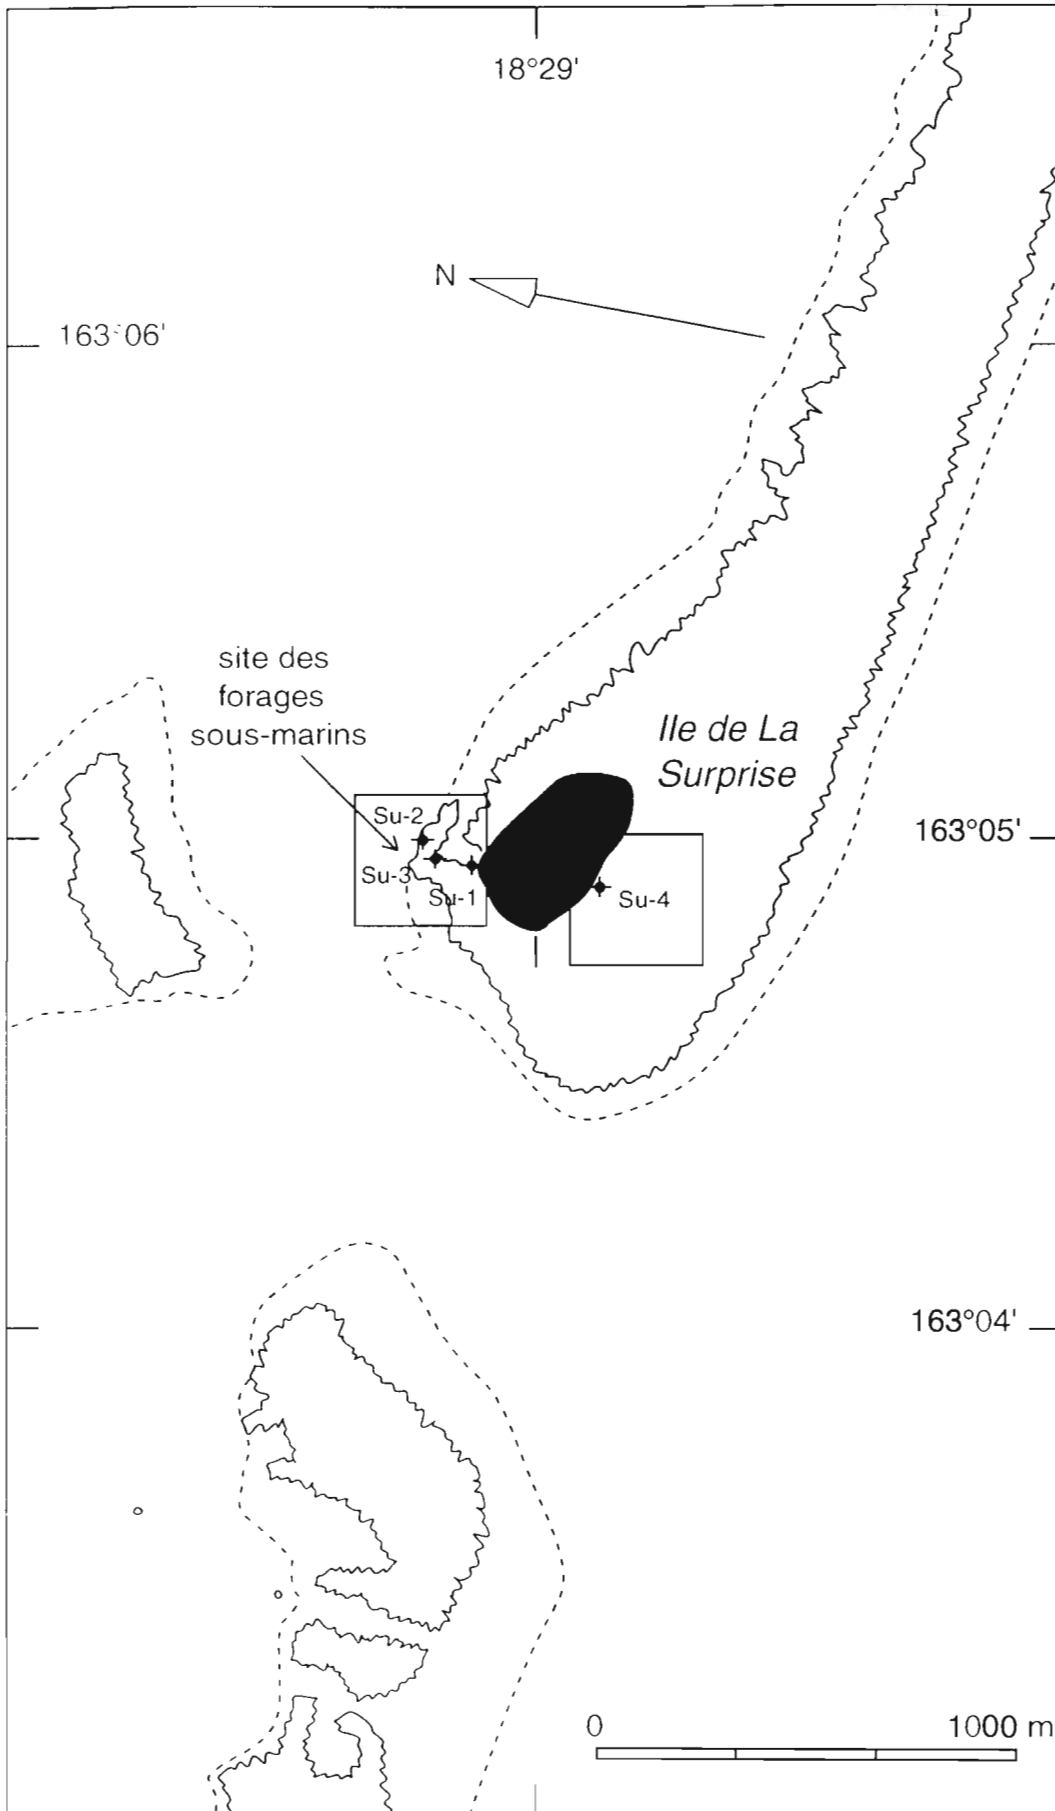 18°29'
N
163°06'
site des
forages
sous-marins
Ile de La
Surprise
Su-2
163°05'
Su-3
Su-1
Su-4
163°04'
0 1000 m